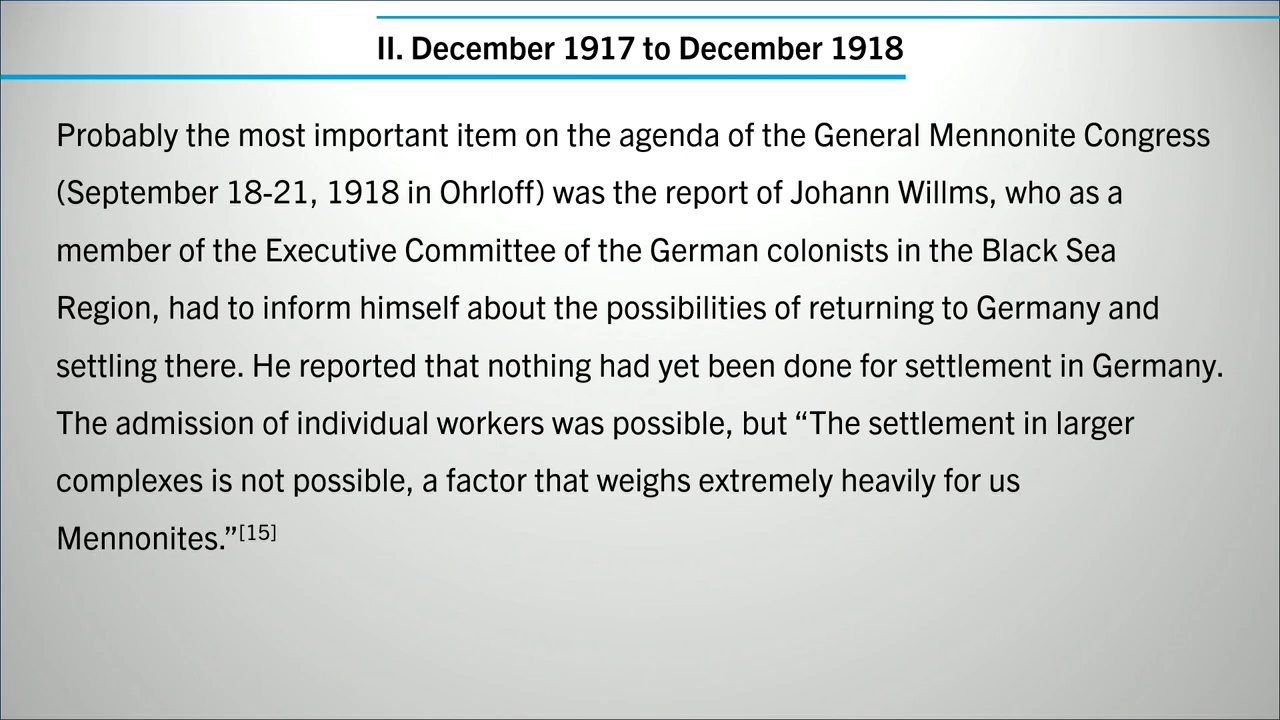 II. December 1917 to December 1918
Probably the most important item on the agenda of the General Mennonite Congress
(September 18-21, 1918 in Ohrloff) was the report of Johann Willms, who as a
member of the Executive Committee of the German colonists in the Black Sea
Region, had to inform himself about the possibilities of returning to Germany and
settling there. He reported that nothing had yet been done for settlement in Germany.
The admission of individual workers was possible, but “The settlement in larger
complexes is not possible, a factor that weighs extremely heavily for us
Mennonites.”[15]